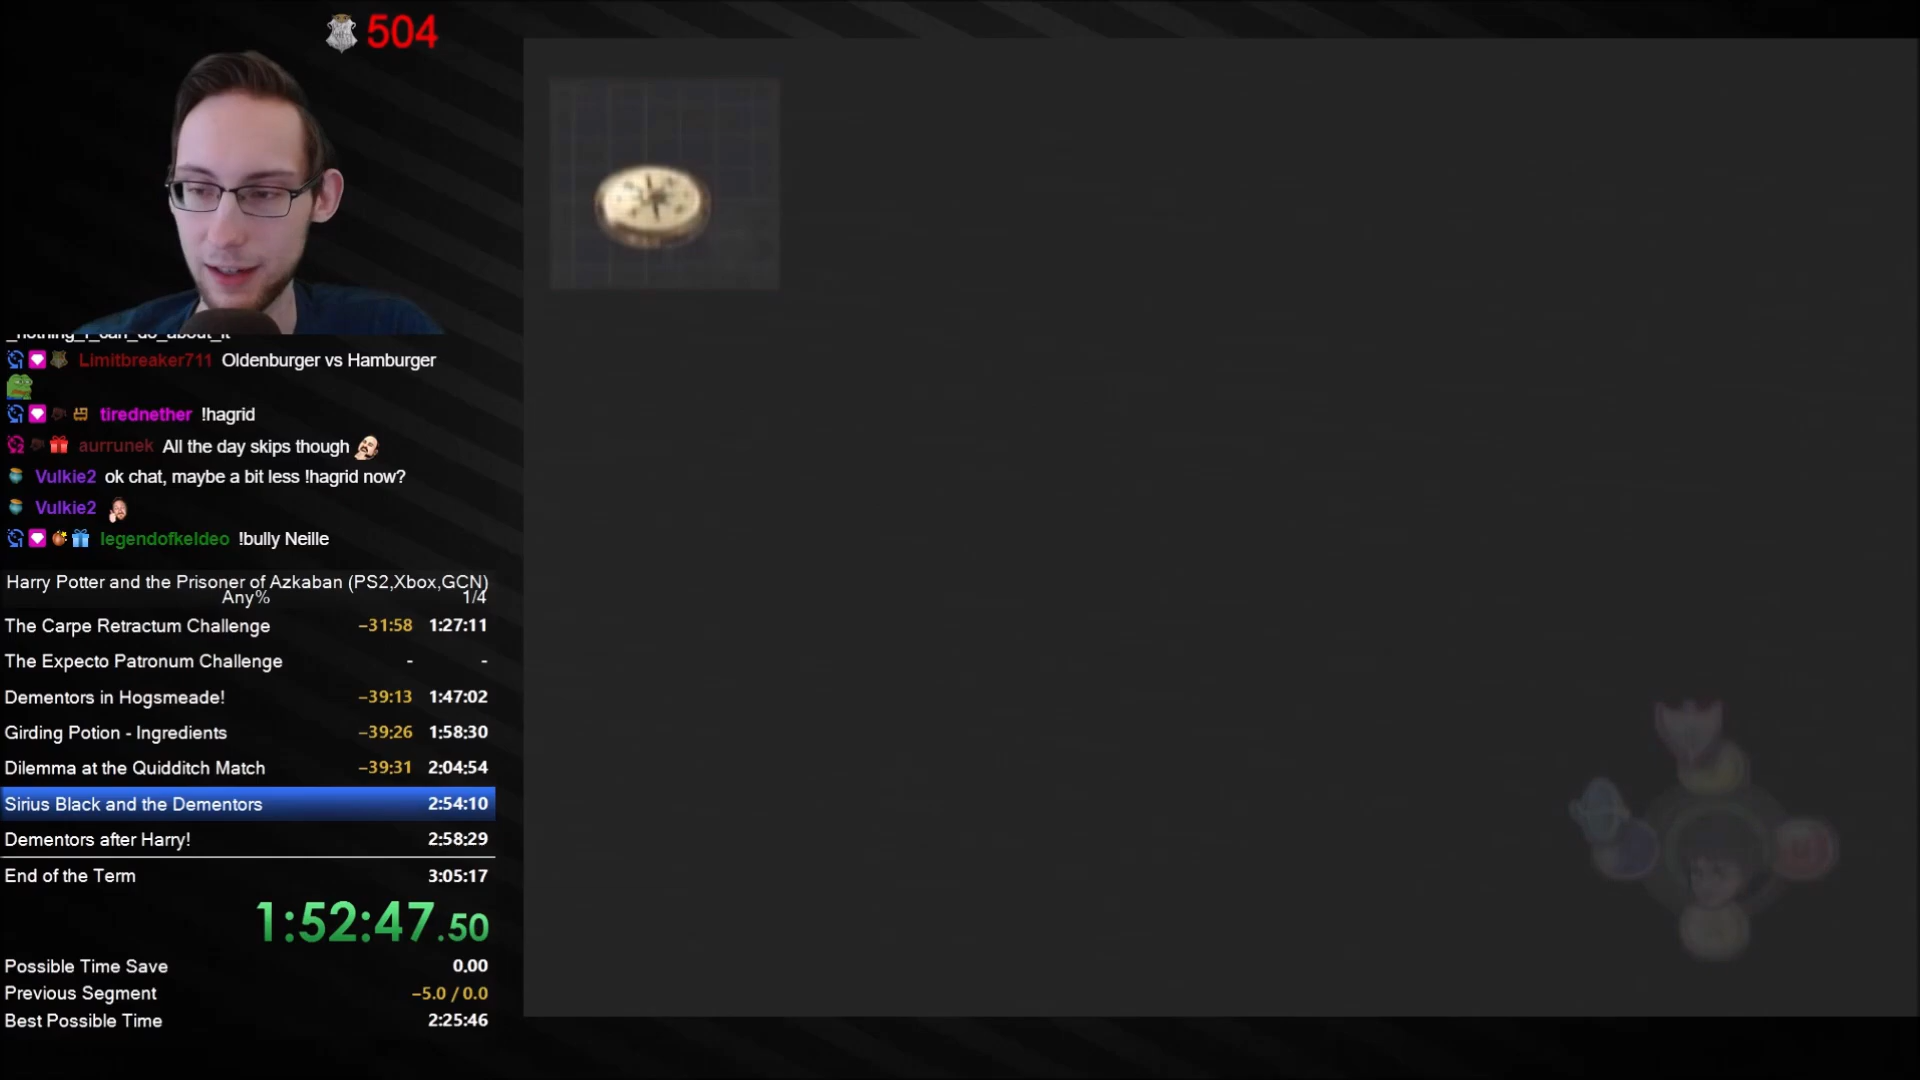 504
_nothing_i_can_do_about_it
Limitbreaker711 Oldenburger vs Hamburger
tirednether !hagrid
aurrunek All the day skips though
Vulkie2 ok chat, maybe a bit less !hagrid now?
Vulkie2
legendofkeldeo !bully Neille
Harry Potter and the Prisoner of Azkaban (PS2,Xbox,GCN)
Any% 1/4
The Carpe Retractum Challenge −31:58 1:27:11
The Expecto Patronum Challenge - -
Dementors in Hogsmeade! −39:13 1:47:02
Girding Potion - Ingredients −39:26 1:58:30
Dilemma at the Quidditch Match −39:31 2:04:54
Sirius Black and the Dementors 2:54:10
Dementors after Harry! 2:58:29
End of the Term 3:05:17
1:52:47.50
Possible Time Save 0.00
Previous Segment −5.0 / 0.0
Best Possible Time 2:25:46